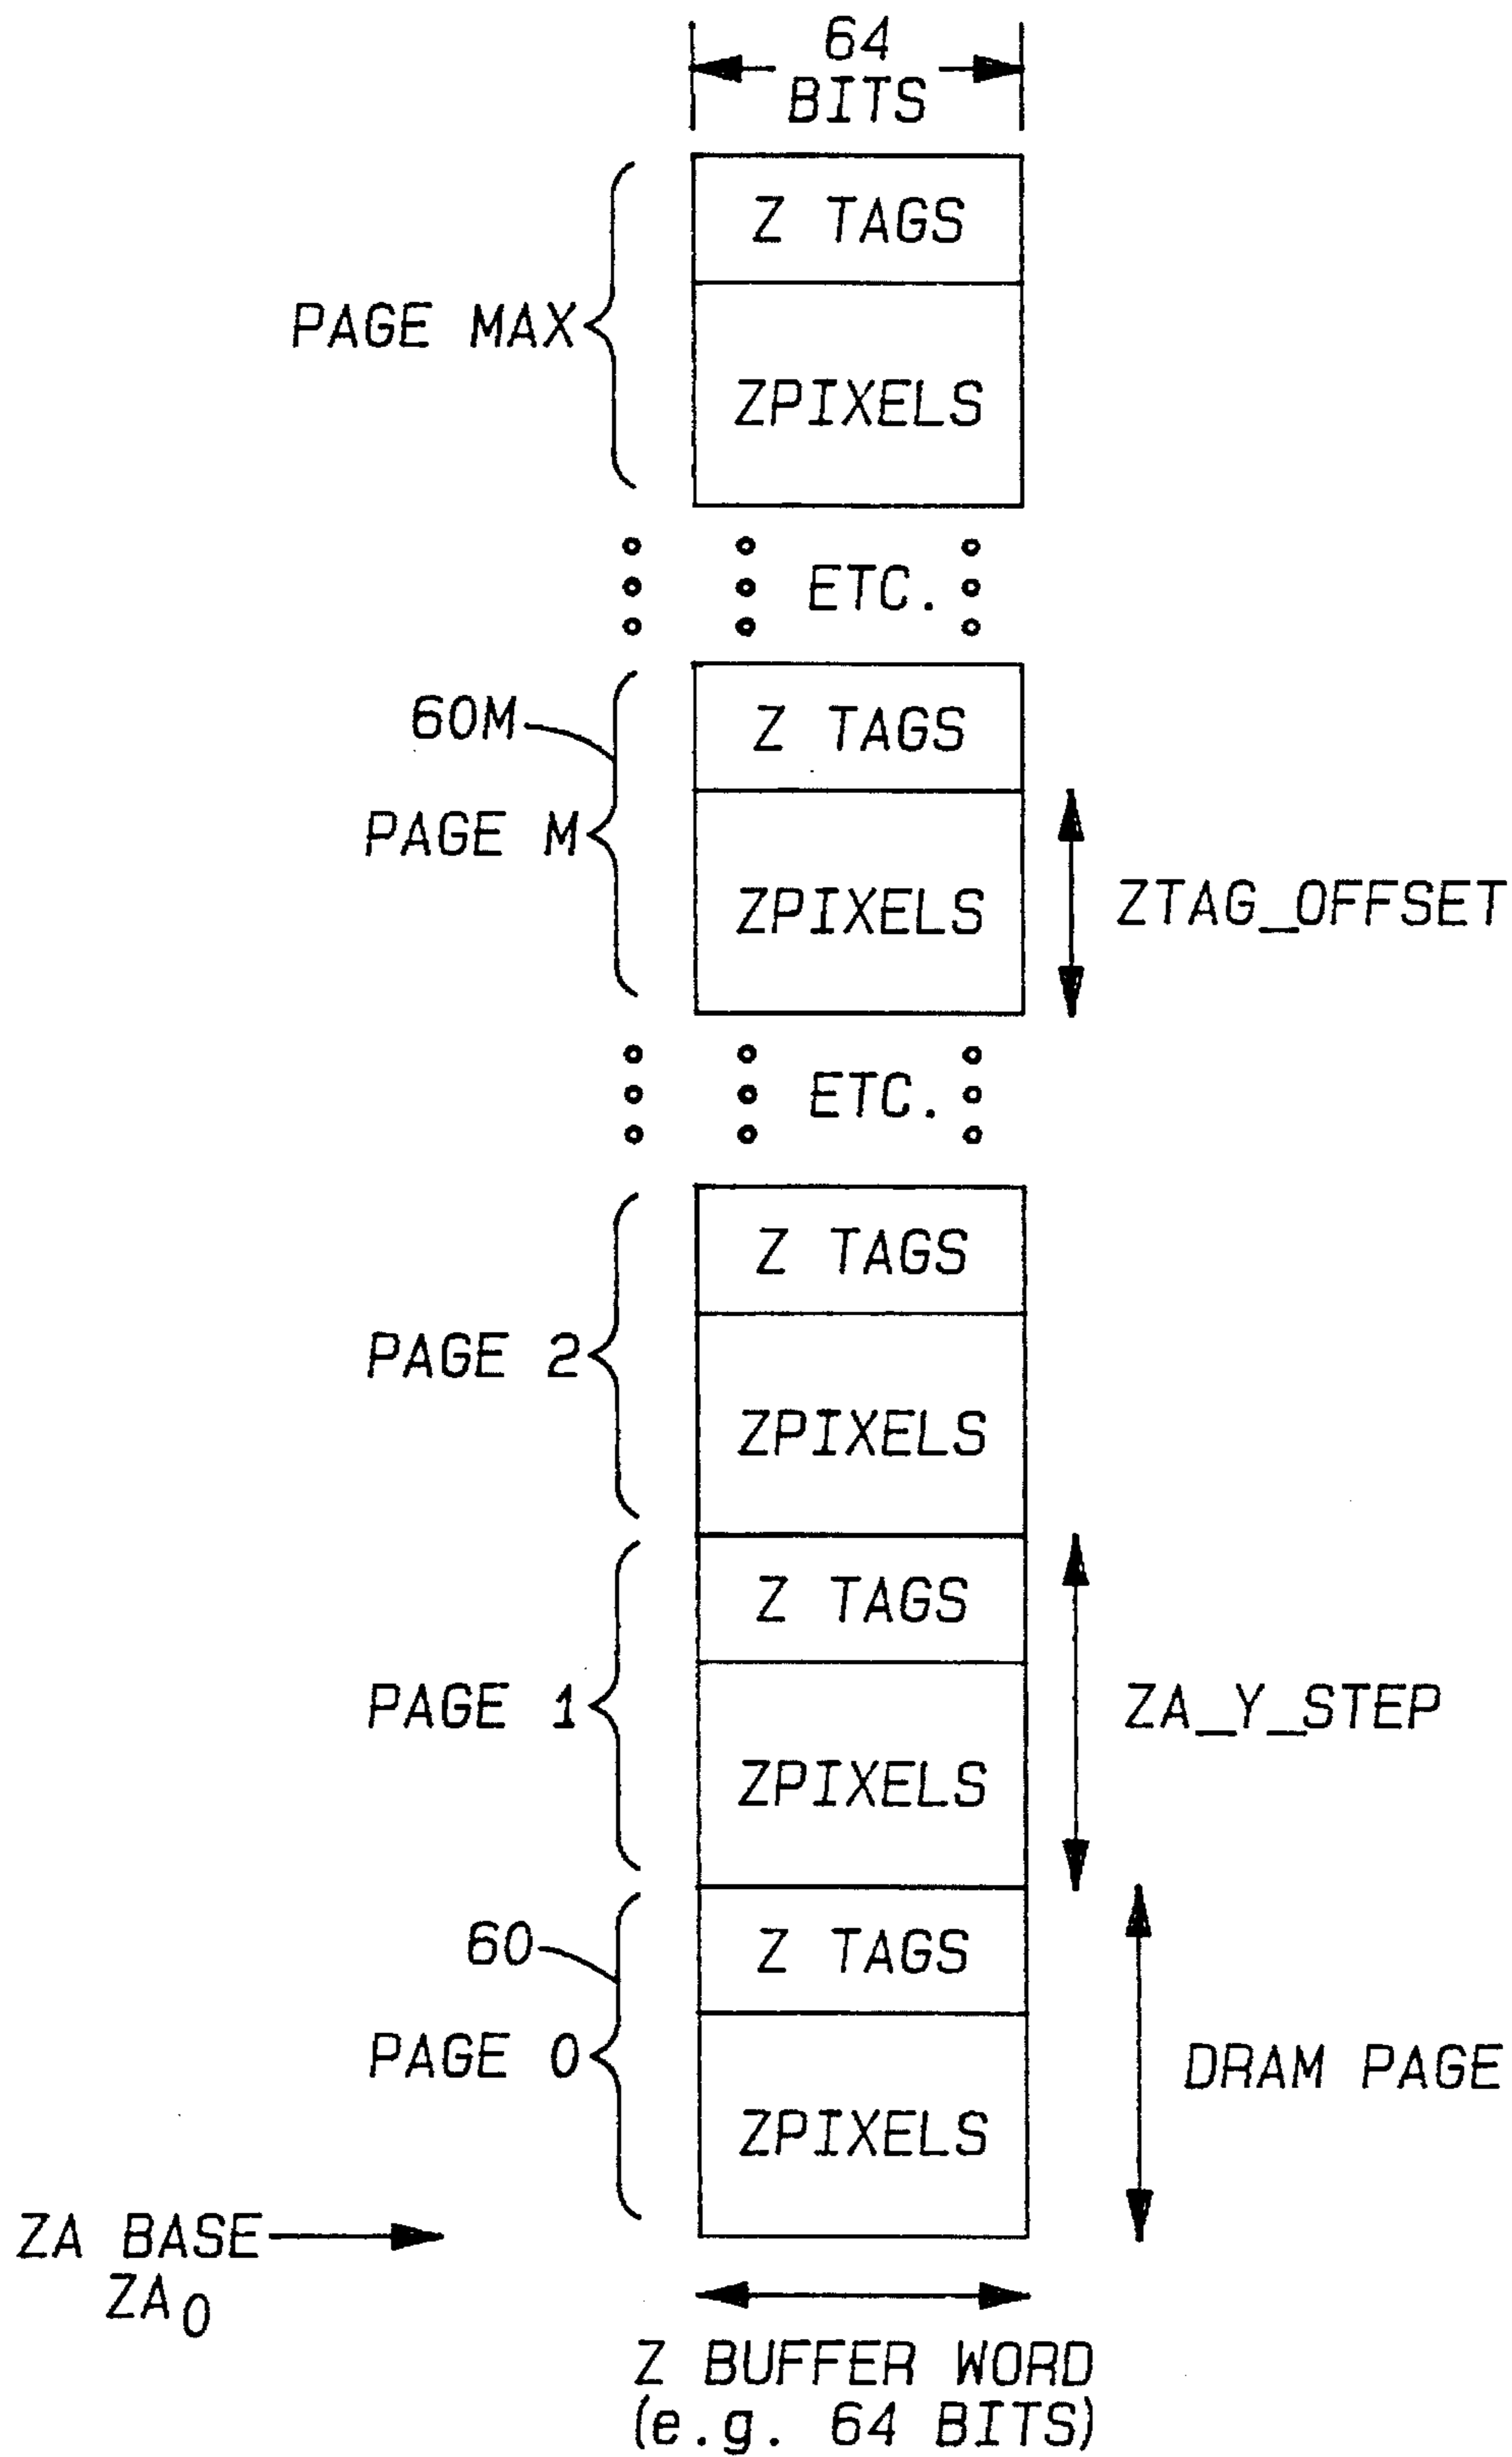 64
BITS
Z TAGS
PAGE MAX
ZPIXELS
ETC.
60M
Z TAGS
PAGE M
ZPIXELS
ZTAG_OFFSET
ETC.
Z TAGS
PAGE 2
ZPIXELS
Z TAGS
PAGE 1
ZA_Y_STEP
ZPIXELS
60
Z TAGS
PAGE 0
DRAM PAGE
ZPIXELS
ZA BASE
ZA0
Z BUFFER WORD
(e.g. 64 BITS)